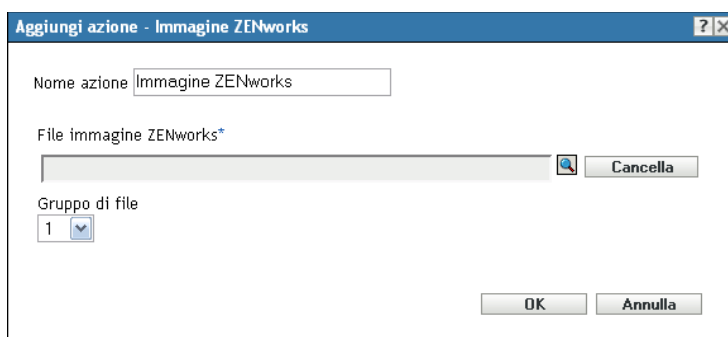 Aggiungi azione - Immagine ZENworks ? X
Nome azione Immagine ZENworks
File immagine ZENworks*
Cancella
Gruppo di file
1
OK Annulla